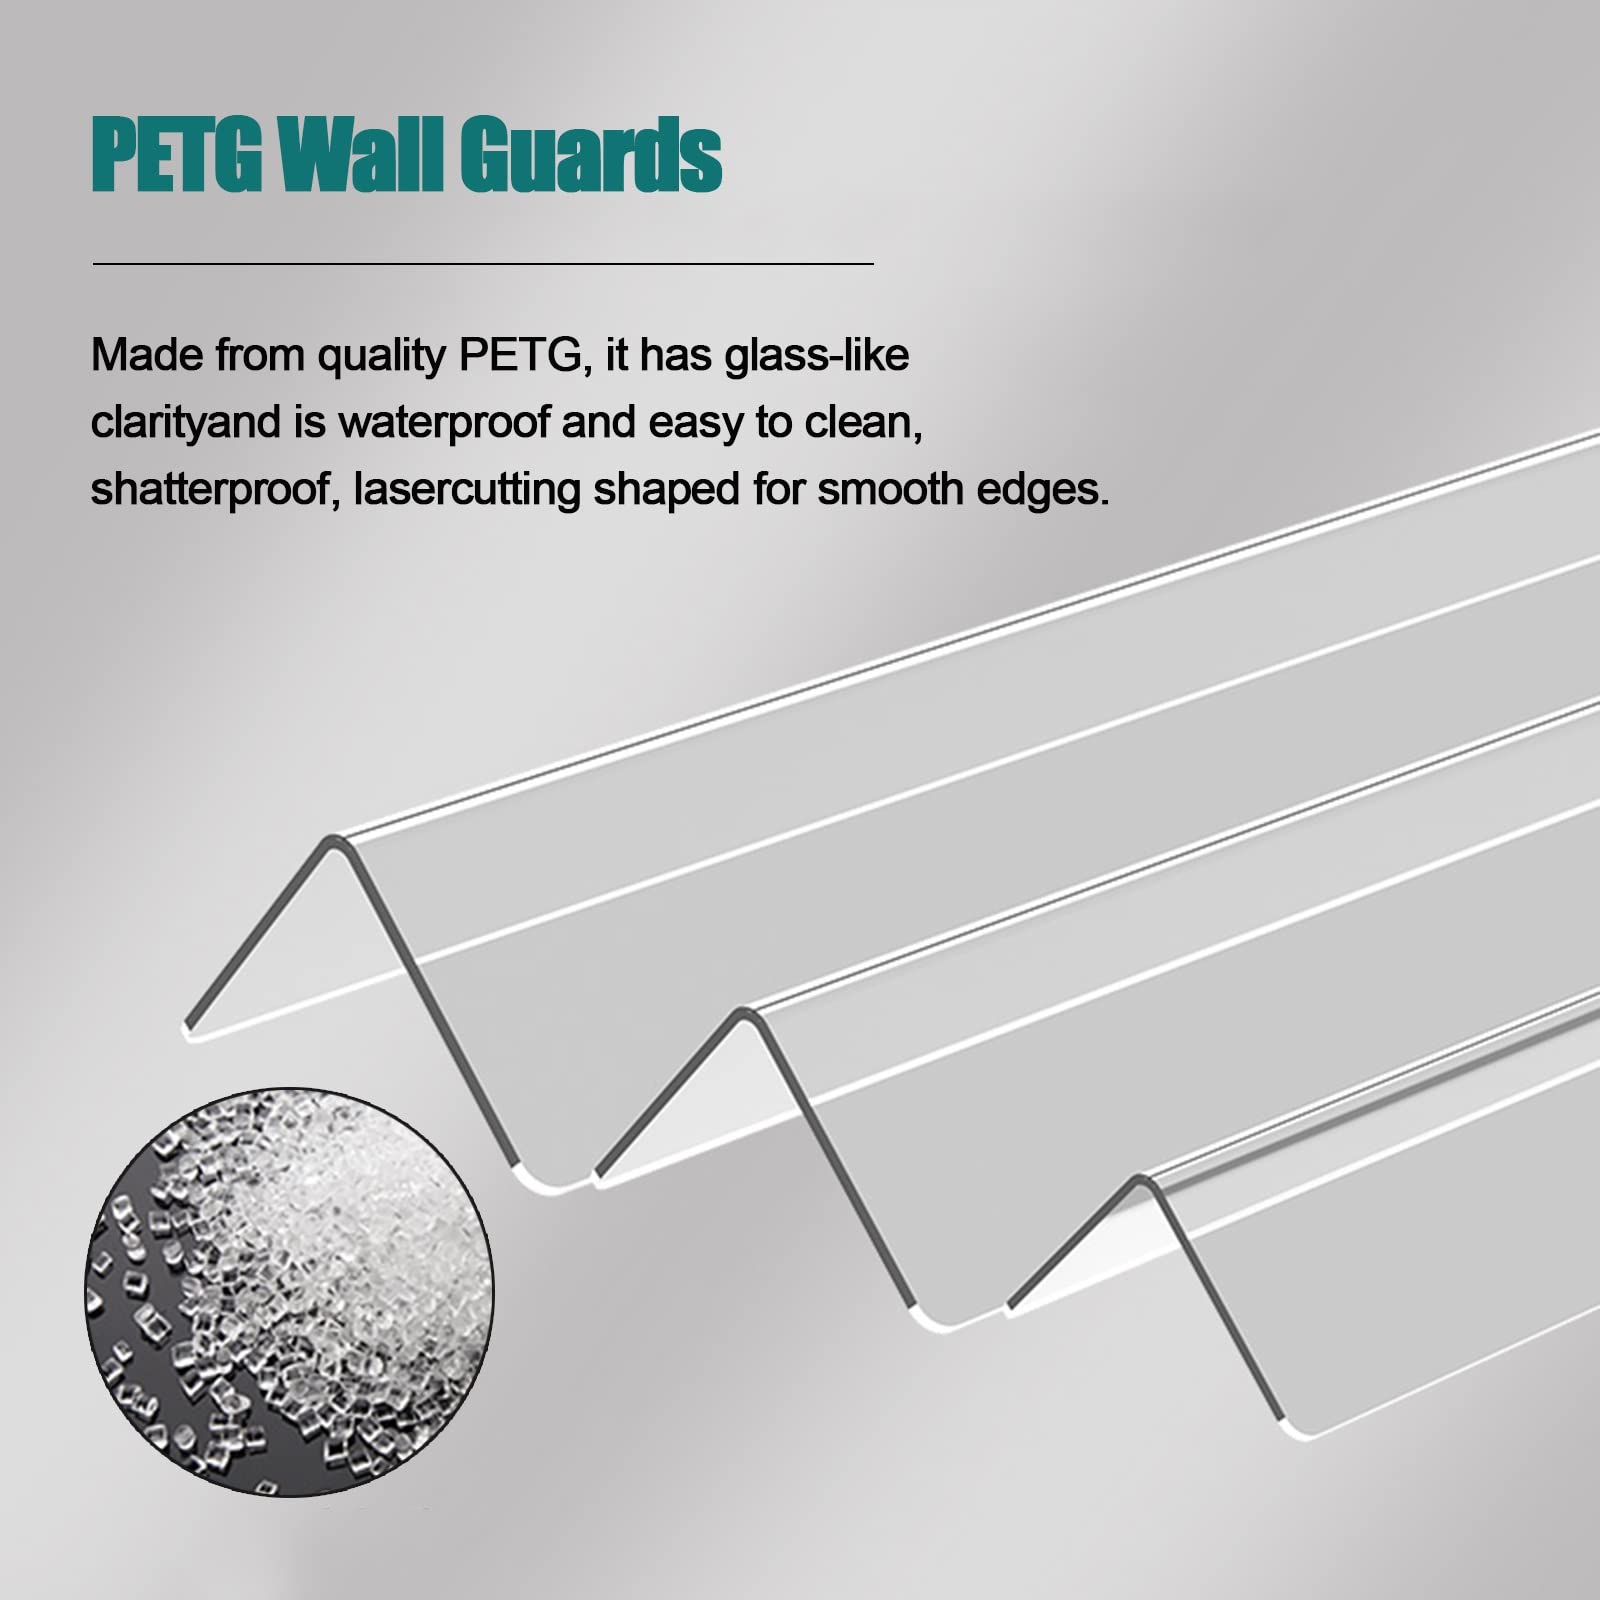 PETG Wall Guards
Made from quality PETG, it has glass-like
clarityand is waterproof and easy to clean,
shatterproof, lasercutting shaped for smooth edges.